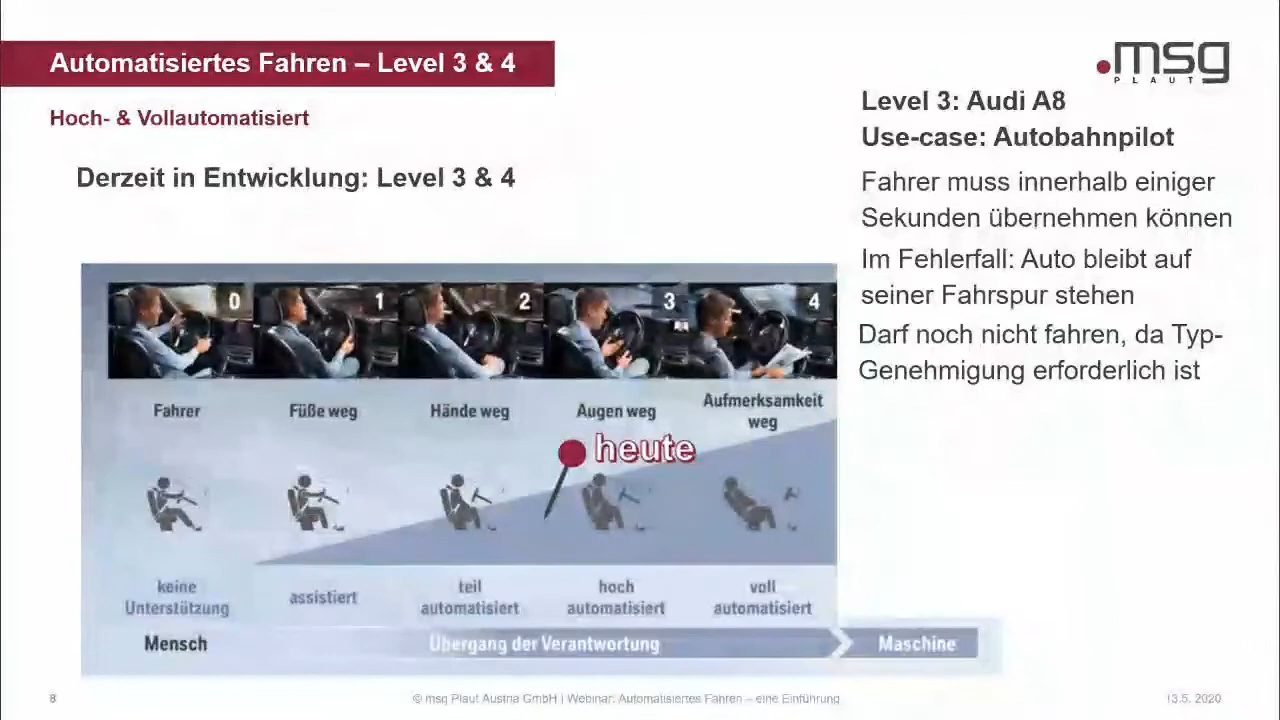 Automatisiertes Fahren – Level 3 & 4
msg
PLAUT
Hoch- & Vollautomatisiert
Derzeit in Entwicklung: Level 3 & 4
Level 3: Audi A8
Use-case: Autobahnpilot
Fahrer muss innerhalb einiger
Sekunden übernehmen können
Im Fehlerfall: Auto bleibt auf
seiner Fahrspur stehen
Darf noch nicht fahren, da Typ-
Genehmigung erforderlich ist
0 1 2 3 4
Fahrer Füße weg Hände weg Augen weg Aufmerksamkeit
weg
heute
keine
Unterstützung
assistiert
teil
automatisiert
hoch
automatisiert
voll
automatisiert
Mensch Übergang der Verantwortung Maschine
8 © msg Plaut Austria GmbH | Webinar: Automatisiertes Fahren – eine Einführung 13.5. 2020